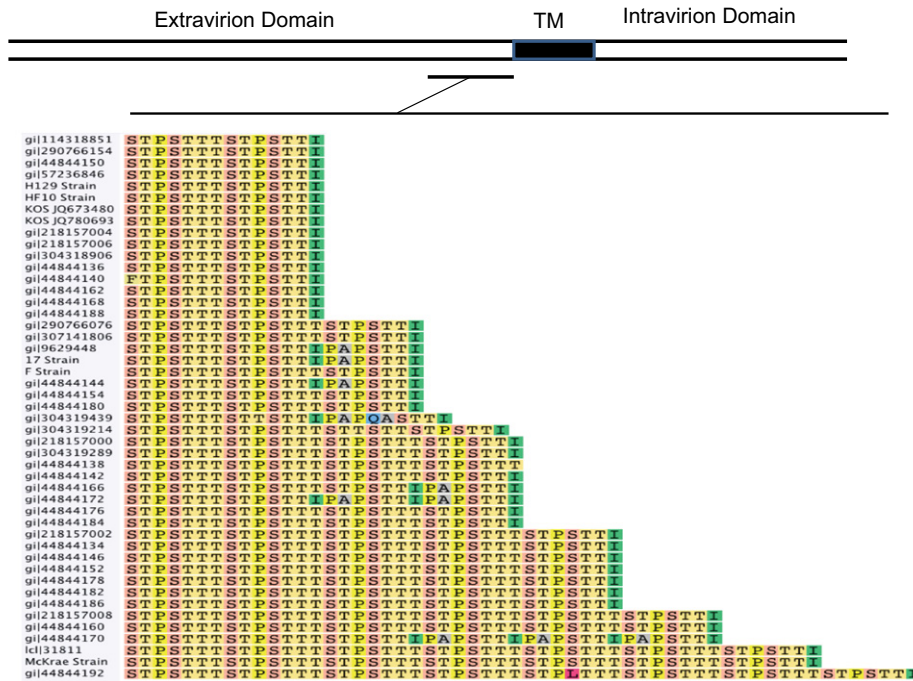 Extravirion Domain TM Intravirion Domain
gi|114318851 STPSTTTSTPSTTI
gi|290766154 STPSTTTSTPSTTI
gi|44844150 STPSTTTSTPSTTI
gi|57236846 STPSTTTSTPSTTI
H129 Strain STPSTTTSTPSTTI
HF10 Strain STPSTTTSTPSTTI
KOS JQ673480 STPSTTTSTPSTTI
KOS JQ780693 STPSTTTSTPSTTI
gi|218157004 STPSTTTSTPSTTI
gi|218157006 STPSTTTSTPSTTI
gi|304318906 STPSTTTSTPSTTI
gi|44844136 STPSTTTSTPSTTI
gi|44844140 FTPSTTTSTPSTTI
gi|44844162 STPSTTTSTPSTTI
gi|44844168 STPSTTTSTPSTTI
gi|44844188 STPSTTTSTPSTTI
gi|290766076 STPSTTTSTPSTTTSTPSTTI
gi|307141806 STPSTTTSTPSTTTSTPSTTI
gi|9629448 STPSTTTSTPSTTIPAPSTTI
17 Strain STPSTTTSTPSTTIPAPSTTI
F Strain STPSTTTSTPSTTTSTPSTTI
gi|44844144 STPSTTTSTPSTTIPAPSTTI
gi|44844154 STPSTTTSTPSTTTSTPSTTI
gi|44844180 STPSTTTSTPSTTTSTPSTTI
gi|304319439 STPSTTTSTPSTTIPAPQASTTI
gi|304319214 STPSTTTSTPSTTTSTTSTTSTPSTTI
gi|218157000 STPSTTTSTPSTTTSTPSTTTSTPSTTI
gi|304319289 STPSTTTSTPSTTTSTPSTTTSTPSTTI
gi|44844138 STPSTTTSTPSTTTSTPSTTTSTPSTTT
gi|44844142 STPSTTTSTPSTTTSTPSTTTSTPSTTI
gi|44844166 STPSTTTSTPSTTTSTPSTTIPAPSTTI
gi|44844172 STPSTTTSTPSTTIPAPSTTIPAPSTTI
gi|44844176 STPSTTTSTPSTTTSTPSTTTSTPSTTI
gi|44844184 STPSTTTSTPSTTTSTPSTTTSTPSTTI
gi|218157002 STPSTTTSTPSTTTSTPSTTTSTPSTTTSTPSTTI
gi|44844134 STPSTTTSTPSTTTSTPSTTTSTPSTTTSTPSTTI
gi|44844146 STPSTTTSTPSTTTSTPSTTTSTPSTTTSTPSTTI
gi|44844152 STPSTTTSTPSTTTSTPSTTTSTPSTTTSTPSTTI
gi|44844178 STPSTTTSTPSTTTSTPSTTTSTPSTTTSTPSTTI
gi|44844182 STPSTTTSTPSTTTSTPSTTTSTPSTTTSTPSTTI
gi|44844186 STPSTTTSTPSTTTSTPSTTTSTPSTTTSTPSTTI
gi|218157008 STPSTTTSTPSTTTSTPSTTTSTPSTTTSTPSTTTSTPSTTI
gi|44844160 STPSTTTSTPSTTTSTPSTTTSTPSTTTSTPSTTTSTPSTTI
gi|44844170 STPSTTTSTPSTTTSTPSTTIPAPSTTIPAPSTTIPAPSTTI
lcl|31811 STPSTTTSTPSTTTSTPSTTTSTPSTTTSTPSTTTSTPSTTTSTPSTTI
McKrae Strain STPSTTTSTPSTTTSTPSTTTSTPSTTTSTPSTTTSTPSTTTSTPSTTI
gi|44844192 STPSTTTSTPSTTTSTPSTTTSTPSTTTSTPLTTTSTPSTTTSTPSTTTSTPSTTI